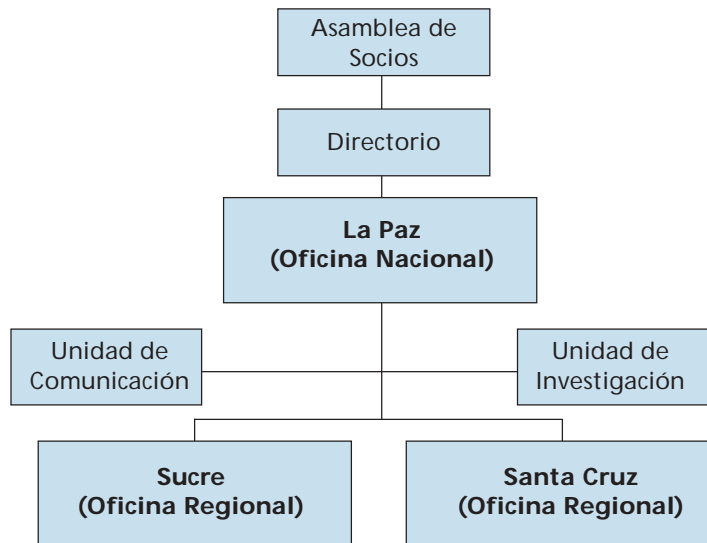 Asamblea de
Socios
Directorio
La Paz
(Oficina Nacional)
Unidad de
Comunicación
Unidad de
Investigación
Sucre
(Oficina Regional)
Santa Cruz
(Oficina Regional)